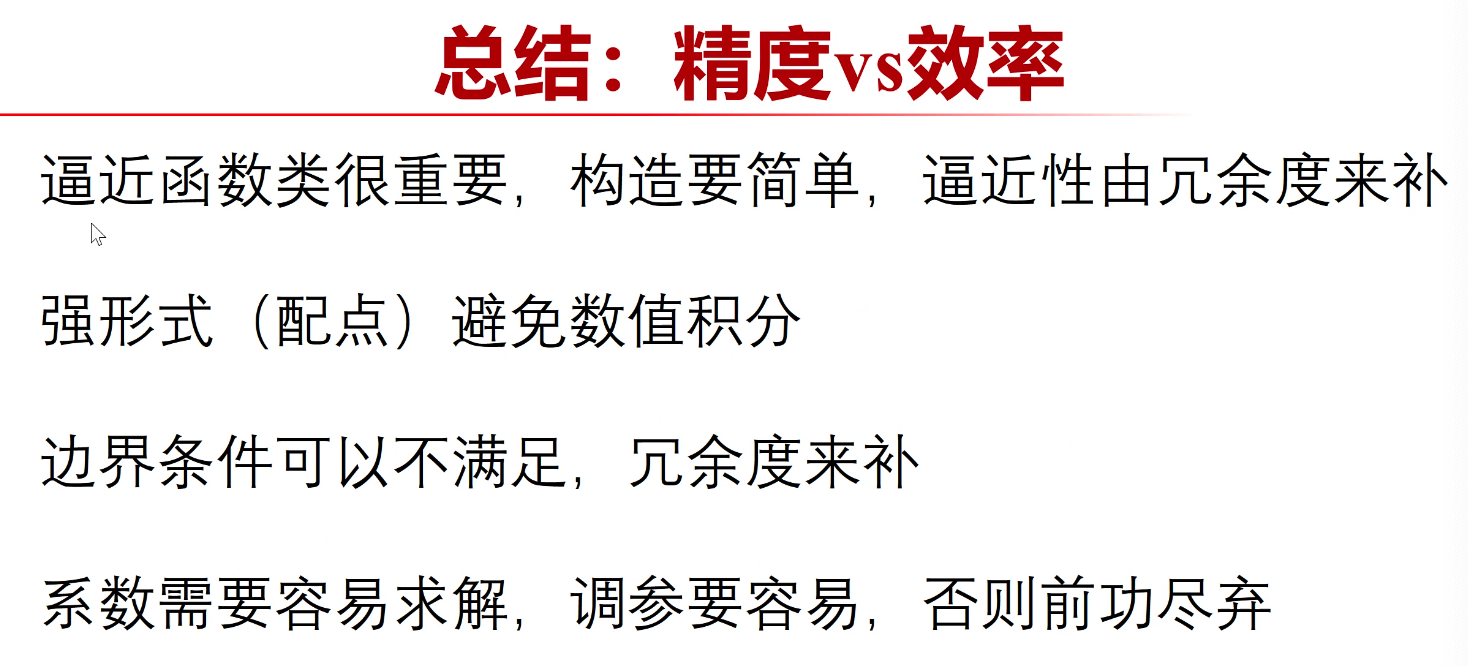 总结：精度vs效率
逼近函数类很重要，构造要简单，逼近性由冗余度来补
强形式（配点）避免数值积分
边界条件可以不满足，冗余度来补
系数需要容易求解，调参要容易，否则前功尽弃